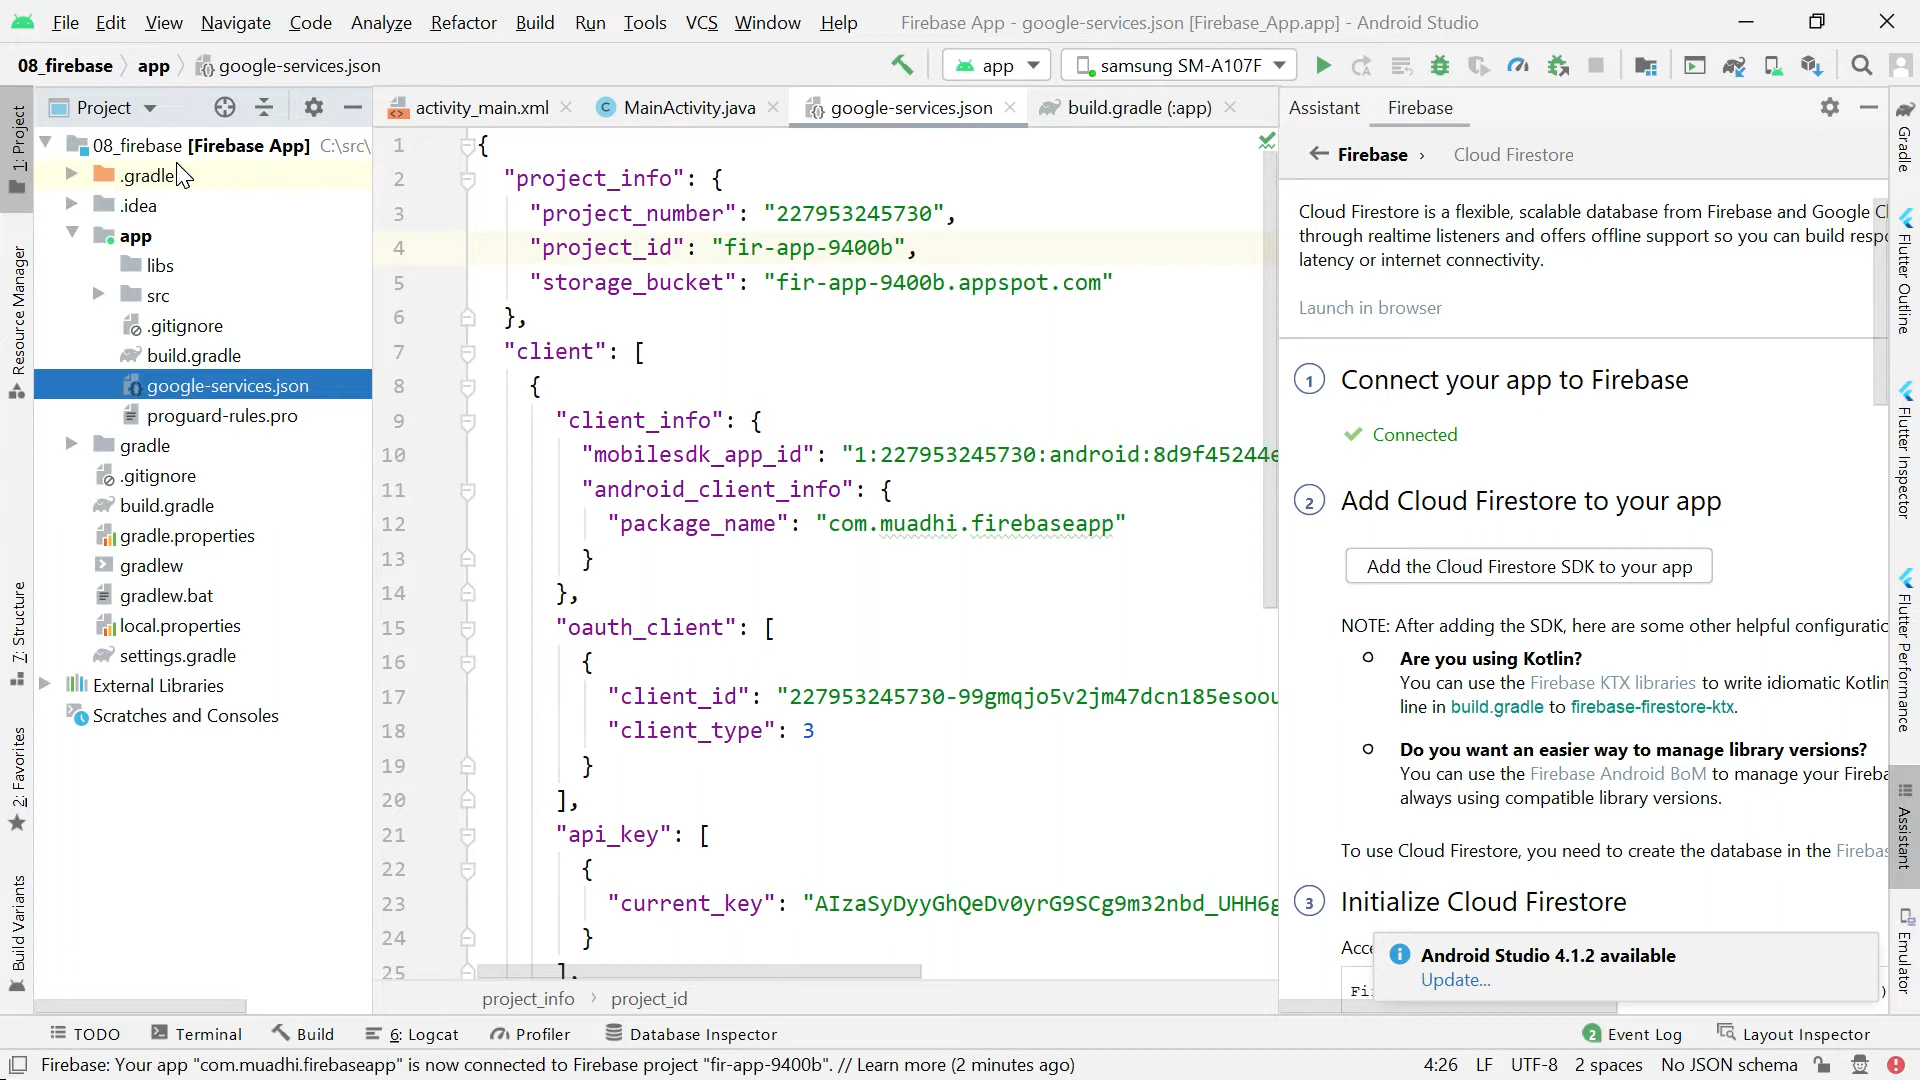 File Edit View Navigate Code Analyze Refactor Build Run Tools VCS Window Help Firebase App - google-services.json [Firebase_App.app] - Android Studio
08_firebase app google-services.json app samsung SM-A107F
1: Project
Resource Manager
7: Structure
2: Favorites
Build Variants
Project
08_firebase [Firebase App] C:\src\
.gradle
.idea
app
libs
src
.gitignore
build.gradle
google-services.json
proguard-rules.pro
gradle
.gitignore
build.gradle
gradle.properties
gradlew
gradlew.bat
local.properties
settings.gradle
External Libraries
Scratches and Consoles
activity_main.xml MainActivity.java google-services.json build.gradle (:app)
1 {
2 "project_info": {
3 "project_number": "227953245730",
4 "project_id": "fir-app-9400b",
5 "storage_bucket": "fir-app-9400b.appspot.com"
6 },
7 "client": [
8 {
9 "client_info": {
10 "mobilesdk_app_id": "1:227953245730:android:8d9f45244e
11 "android_client_info": {
12 "package_name": "com.muadhi.firebaseapp"
13 }
14 },
15 "oauth_client": [
16 {
17 "client_id": "227953245730-99gmqjo5v2jm47dcn185esoou
18 "client_type": 3
19 }
20 ],
21 "api_key": [
22 {
23 "current_key": "AIzaSyDyyGhQeDv0yrG9SCg9m32nbd_UHH6g
24 }
25 ],
project_info project_id
Assistant Firebase
Firebase › Cloud Firestore
Cloud Firestore is a flexible, scalable database from Firebase and Google Cl
through realtime listeners and offers offline support so you can build respo
latency or internet connectivity.
Launch in browser
1 Connect your app to Firebase
Connected
2 Add Cloud Firestore to your app
Add the Cloud Firestore SDK to your app
NOTE: After adding the SDK, here are some other helpful configuratio
Are you using Kotlin?
You can use the Firebase KTX libraries to write idiomatic Kotlin
line in build.gradle to firebase-firestore-ktx.
Do you want an easier way to manage library versions?
You can use the Firebase Android BoM to manage your Fireba
always using compatible library versions.
To use Cloud Firestore, you need to create the database in the Firebas
3 Initialize Cloud Firestore
Acce
Fi
Android Studio 4.1.2 available
Update...
)
Gradle
Flutter Outline
Flutter Inspector
Flutter Performance
Assistant
Emulator
TODO Terminal Build 6: Logcat Profiler Database Inspector 2 Event Log Layout Inspector
Firebase: Your app "com.muadhi.firebaseapp" is now connected to Firebase project "fir-app-9400b". // Learn more (2 minutes ago) 4:26 LF UTF-8 2 spaces No JSON schema